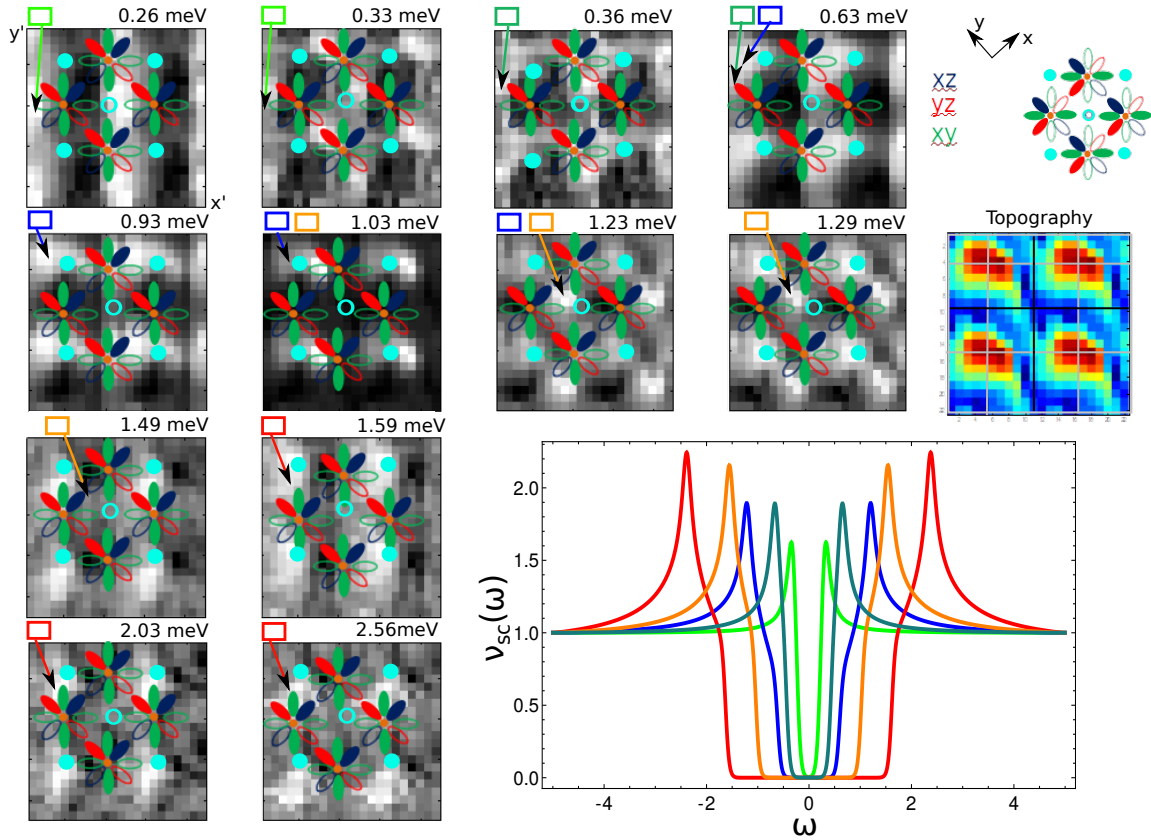 0.26 meV
0.33 meV
0.36 meV
0.63 meV
y'
x'
y
x
xz
yz
xy
0.93 meV
1.03 meV
1.23 meV
1.29 meV
Topography
1.49 meV
1.59 meV
2.03 meV
2.56meV
νSC(ω)
2.0
1.5
1.0
0.5
0.0
-4
-2
0
2
4
ω